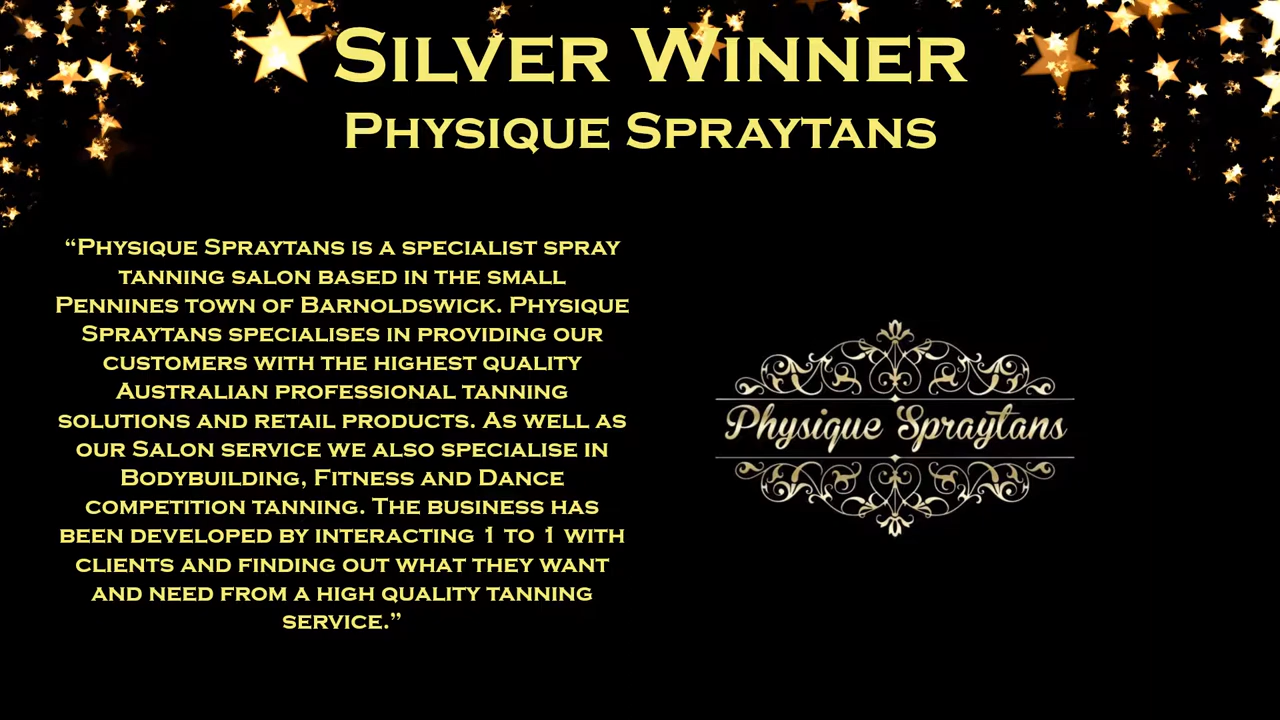 Silver Winner
Physique Spraytans
“Physique Spraytans is a specialist spray
tanning salon based in the small
Pennines town of Barnoldswick. Physique
Spraytans specialises in providing our
customers with the highest quality
Australian professional tanning
solutions and retail products. As well as
our Salon service we also specialise in
Bodybuilding, Fitness and Dance
competition tanning. The business has
been developed by interacting 1 to 1 with
clients and finding out what they want
and need from a high quality tanning
service.”
Physique Spraytans